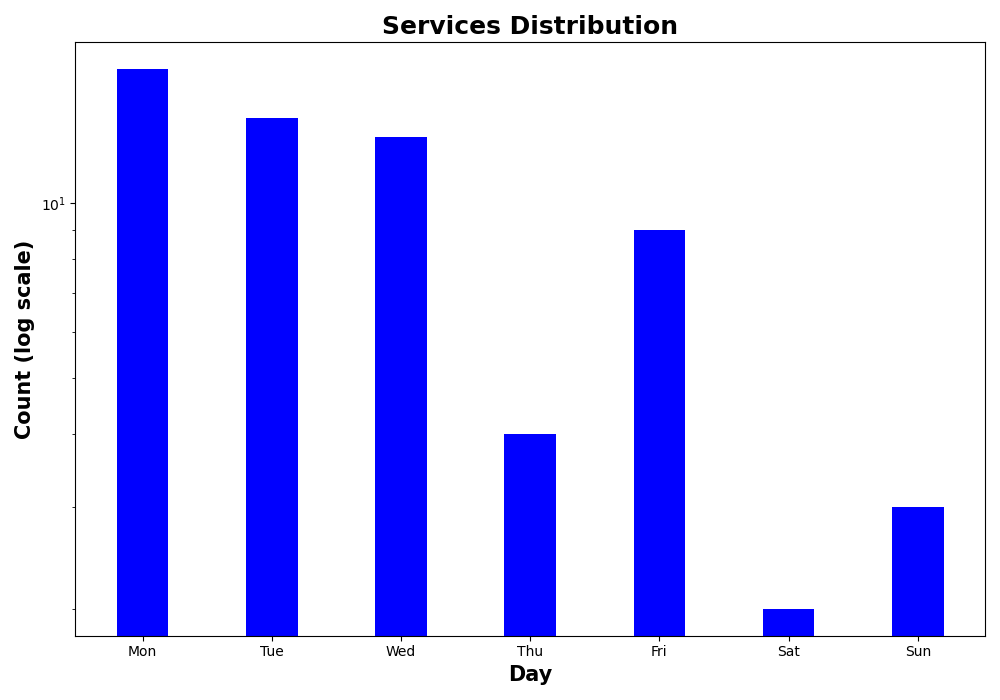 Services Distribution
Count (log scale)
10¹
Mon Tue Wed Thu Fri Sat Sun
Day